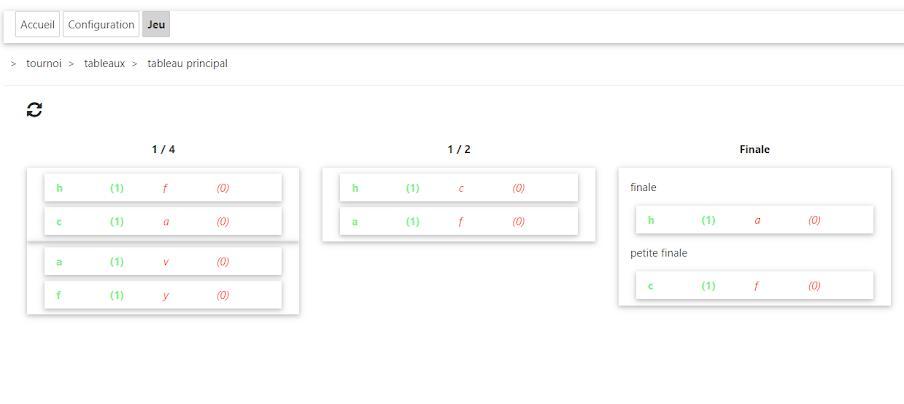 Accueil Configuration Jeu
> tournoi > tableaux > tableau principal
1 / 4
h (1) f (0)
c (1) a (0)
a (1) v (0)
f (1) y (0)
1 / 2
h (1) c (0)
a (1) f (0)
Finale
finale
h (1) a (0)
petite finale
c (1) f (0)